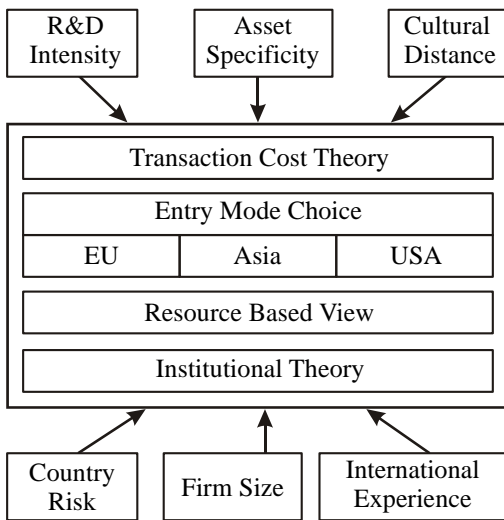 R&D
Intensity
Asset
Specificity
Cultural
Distance
Transaction Cost Theory
Entry Mode Choice
EU
Asia
USA
Resource Based View
Institutional Theory
Country
Risk
Firm Size
International
Experience